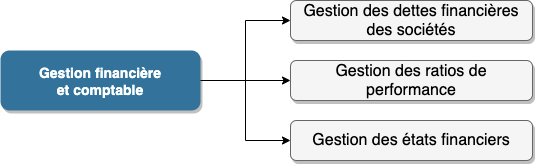 Gestion financière
et comptable
Gestion des dettes financières
des sociétés
Gestion des ratios de
performance
Gestion des états financiers